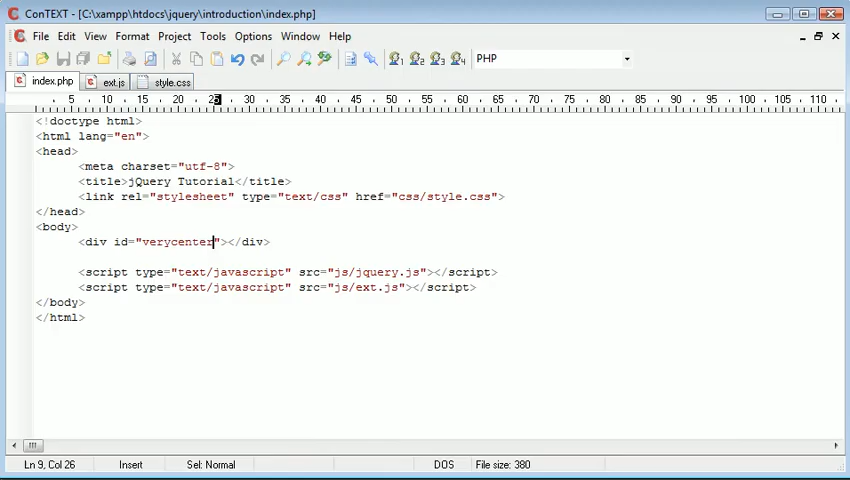 ConTEXT - [C:\xampp\htdocs\jquery\introduction\index.php]
File Edit View Format Project Tools Options Window Help
PHP
index.php ext.js style.css
5 10 15 20 25 30 35 40 45 50 55 60 65 70 75 80 85 90 95 100 105 110
<!doctype html>
<html lang="en">
<head>
<meta charset="utf-8">
<title>jQuery Tutorial</title>
<link rel="stylesheet" type="text/css" href="css/style.css">
</head>
<body>
<div id="verycenter"></div>
<script type="text/javascript" src="js/jquery.js"></script>
<script type="text/javascript" src="js/ext.js"></script>
</body>
</html>
Ln 9, Col 26 Insert Sel: Normal DOS File size: 380